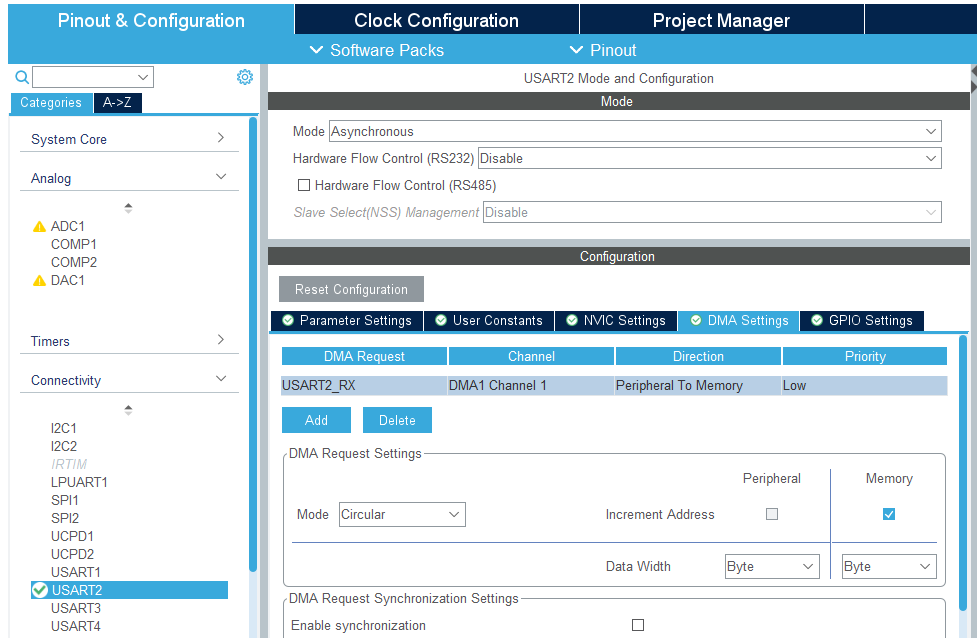 Pinout & Configuration
Clock Configuration
Project Manager
Software Packs
Pinout
USART2 Mode and Configuration
Categories
A->Z
Mode
System Core
Mode Asynchronous
Hardware Flow Control (RS232) Disable
Analog
Hardware Flow Control (RS485)
Slave Select(NSS) Management Disable
ADC1
COMP1
COMP2
DAC1
Configuration
Reset Configuration
Parameter Settings
User Constants
NVIC Settings
DMA Settings
GPIO Settings
Timers
Connectivity
DMA Request
Channel
Direction
Priority
USART2_RX
DMA1 Channel 1
Peripheral To Memory
Low
Add
Delete
I2C1
I2C2
IRTIM
LPUART1
SPI1
SPI2
UCPD1
UCPD2
USART1
USART2
USART3
USART4
DMA Request Settings
Peripheral
Memory
Mode Circular
Increment Address
Data Width
Byte
Byte
DMA Request Synchronization Settings
Enable synchronization